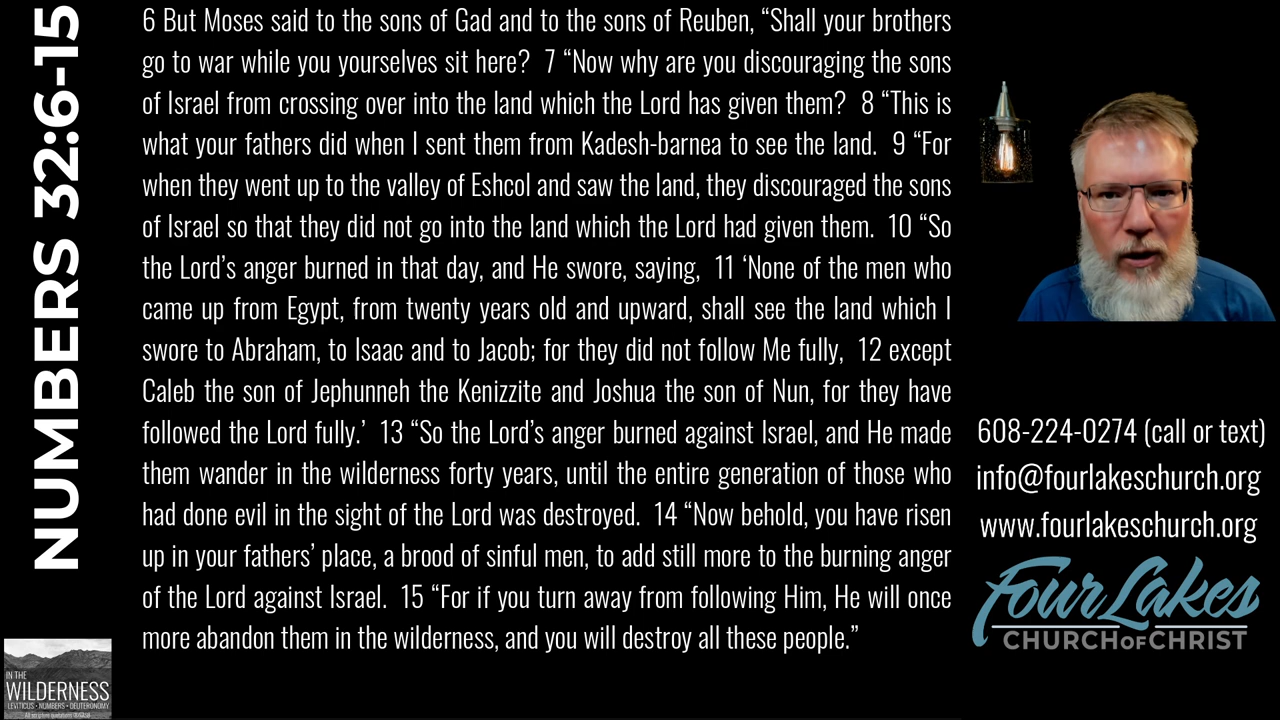 NUMBERS 32:6-15
6 But Moses said to the sons of Gad and to the sons of Reuben, “Shall your brothers
go to war while you yourselves sit here?  7 “Now why are you discouraging the sons
of Israel from crossing over into the land which the Lord has given them?  8 “This is
what your fathers did when I sent them from Kadesh-barnea to see the land.  9 “For
when they went up to the valley of Eshcol and saw the land, they discouraged the sons
of Israel so that they did not go into the land which the Lord had given them.  10 “So
the Lord’s anger burned in that day, and He swore, saying,  11 ‘None of the men who
came up from Egypt, from twenty years old and upward, shall see the land which I
swore to Abraham, to Isaac and to Jacob; for they did not follow Me fully,  12 except
Caleb the son of Jephunneh the Kenizzite and Joshua the son of Nun, for they have
followed the Lord fully.’  13 “So the Lord’s anger burned against Israel, and He made
them wander in the wilderness forty years, until the entire generation of those who
had done evil in the sight of the Lord was destroyed.  14 “Now behold, you have risen
up in your fathers’ place, a brood of sinful men, to add still more to the burning anger
of the Lord against Israel.  15 “For if you turn away from following Him, He will once
more abandon them in the wilderness, and you will destroy all these people.”
608-224-0274 (call or text)
info@fourlakeschurch.org
www.fourlakeschurch.org
Four Lakes
CHURCH OF CHRIST
IN THE
WILDERNESS
LEVITICUS • NUMBERS • DEUTERONOMY